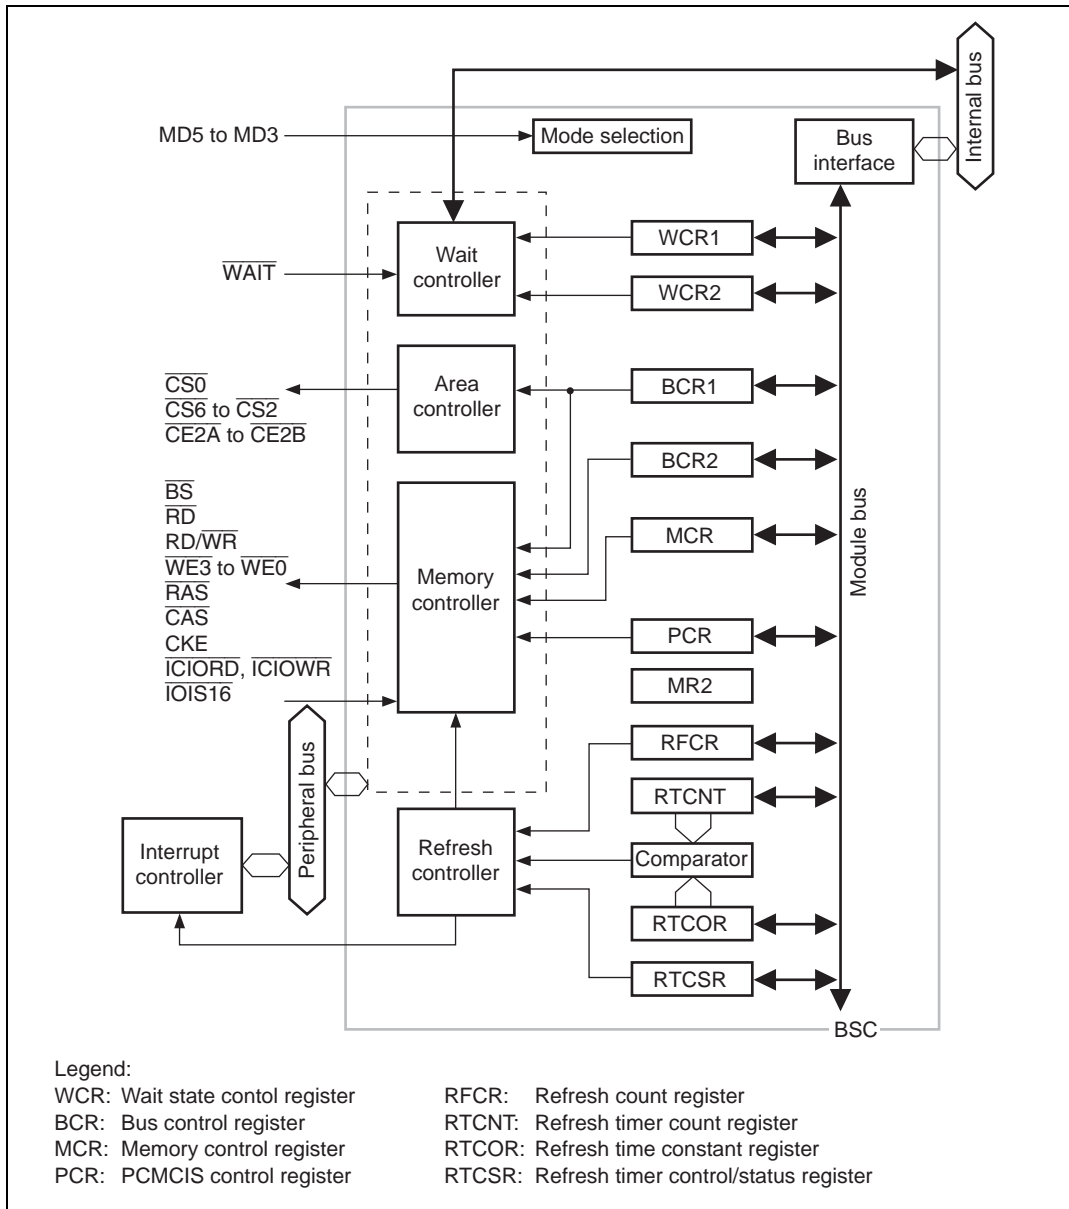 Internal bus
MD5 to MD3
Mode selection
Bus
interface
Wait
controller
WCR1
WAIT
WCR2
CS0
CS6 to CS2
CE2A to CE2B
Area
controller
BCR1
BCR2
BS
RD
RD/WR
WE3 to WE0
RAS
CAS
CKE
ICIORD, ICIOWR
IOIS16
Memory
controller
MCR
Module bus
PCR
MR2
RFCR
RTCNT
Peripheral bus
Interrupt
controller
Refresh
controller
Comparator
RTCOR
RTCSR
BSC
Legend:
WCR: Wait state contol register
BCR: Bus control register
MCR: Memory control register
PCR: PCMCIS control register
RFCR: Refresh count register
RTCNT: Refresh timer count register
RTCOR: Refresh time constant register
RTCSR: Refresh timer control/status register